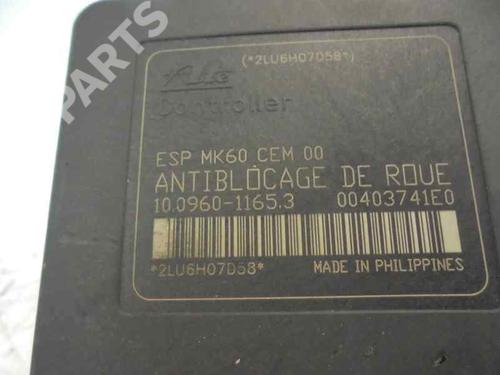 (*2LU6H07D58*)
Ate
Controller
ESP MK60 CEM 00
ANTIBLOCAGE DE ROUE
10.0960-1165.3 00403741E0
*2LU6H07D58* MADE IN PHILIPPINES
PARTS